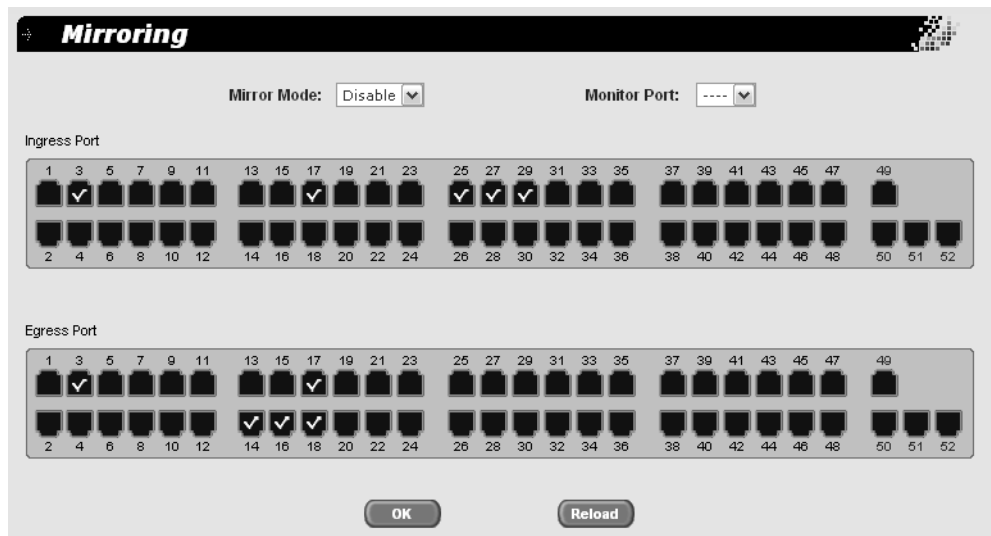 Mirroring
Mirror Mode: Disable Monitor Port: ----
Ingress Port
1 3 5 7 9 11 13 15 17 19 21 23 25 27 29 31 33 35 37 39 41 43 45 47 49
2 4 6 8 10 12 14 16 18 20 22 24 26 28 30 32 34 36 38 40 42 44 46 48 50 51 52
Egress Port
1 3 5 7 9 11 13 15 17 19 21 23 25 27 29 31 33 35 37 39 41 43 45 47 49
2 4 6 8 10 12 14 16 18 20 22 24 26 28 30 32 34 36 38 40 42 44 46 48 50 51 52
OK Reload